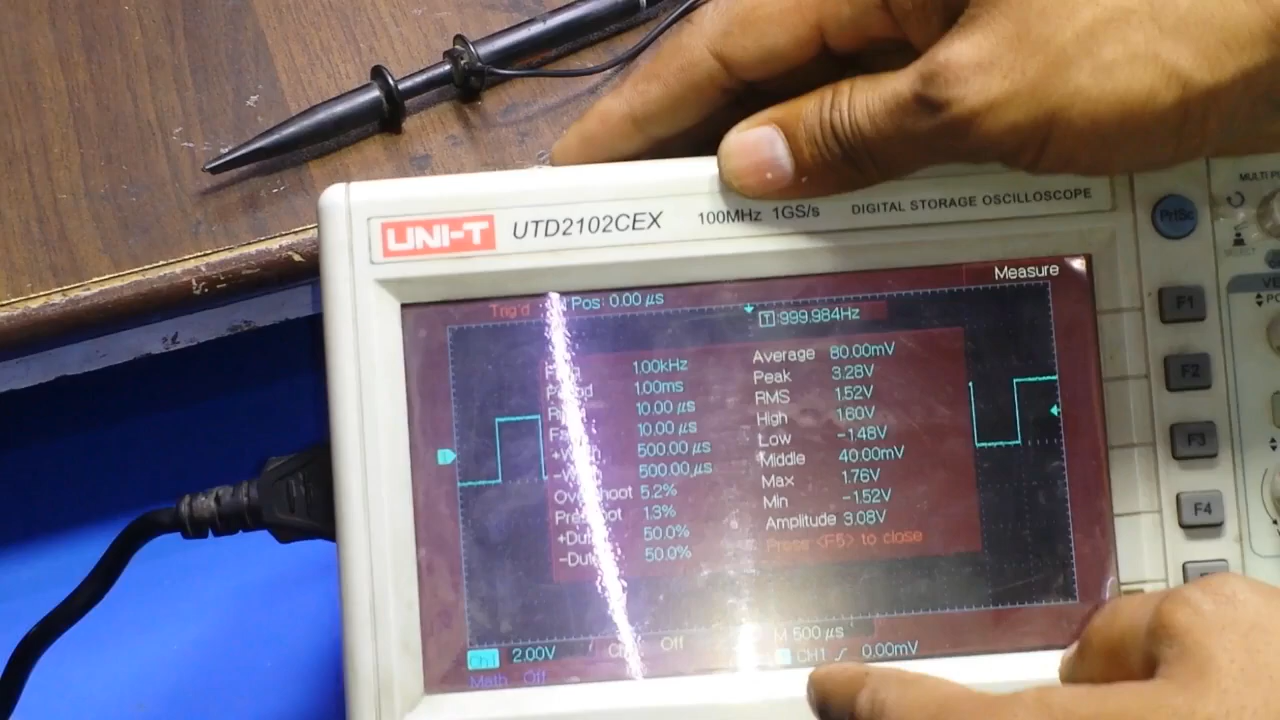 UNI-T UTD2102CEX 100MHz 1GS/s DIGITAL STORAGE OSCILLOSCOPE
PrtSc
Measure
Trig'd Pos: 0.00 µs
T:999.984Hz
1.00kHz
Period 1.00ms
10.00 µs
10.00 µs
500.00 µs
500.00 µs
Overshoot 5.2%
Preshoot 1.3%
+Duty 50.0%
-Duty 50.0%
Average 80.00mV
Peak 3.28V
RMS 1.52V
High 1.60V
Low -1.48V
Middle 40.00mV
Max 1.76V
Min -1.52V
Amplitude 3.08V
Press <F5> to close
Ch1 2.00V Off M 500 µs
CH1 0.00mV
Math Off
F1
F2
F3
F4